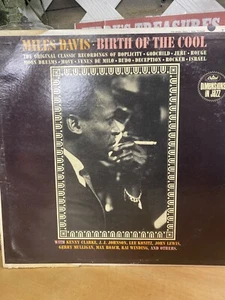 MILES DAVIS · BIRTH OF THE COOL
THE ORIGINAL CLASSIC RECORDINGS OF BOPLICITY · GODCHILD · JERU · ROUGE
MOON DREAMS · MOVE · VENUS DE MILO · BUDO · DECEPTION · ROCKER · ISRAEL
DIMENSIONS
IN JAZZ
WITH KENNY CLARKE, J. J. JOHNSON, LEE KONITZ, JOHN LEWIS,
GERRY MULLIGAN, MAX ROACH, KAI WINDING, AND OTHERS.